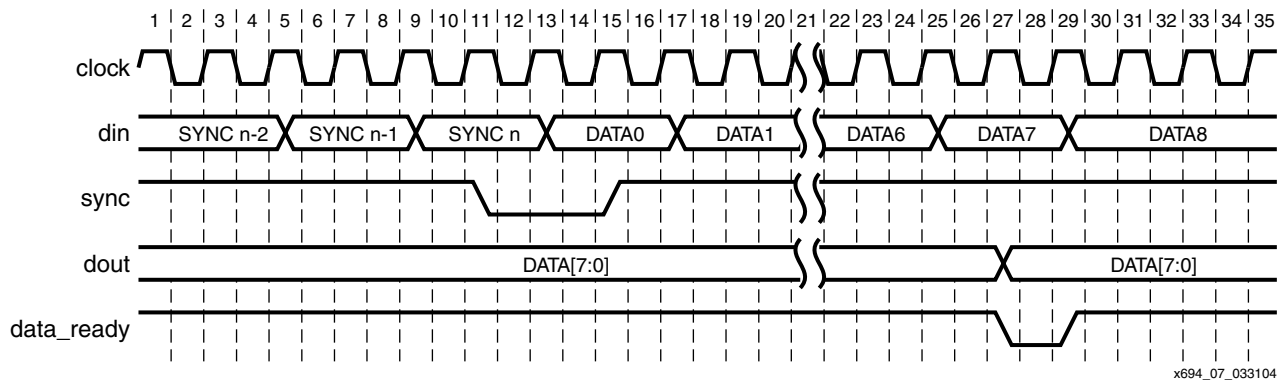 1 2 3 4 5 6 7 8 9 10 11 12 13 14 15 16 17 18 19 20 21 22 23 24 25 26 27 28 29 30 31 32 33 34 35
clock
din SYNC n-2 SYNC n-1 SYNC n DATA0 DATA1 DATA6 DATA7 DATA8
sync
dout DATA[7:0] DATA[7:0]
data_ready
x694_07_033104